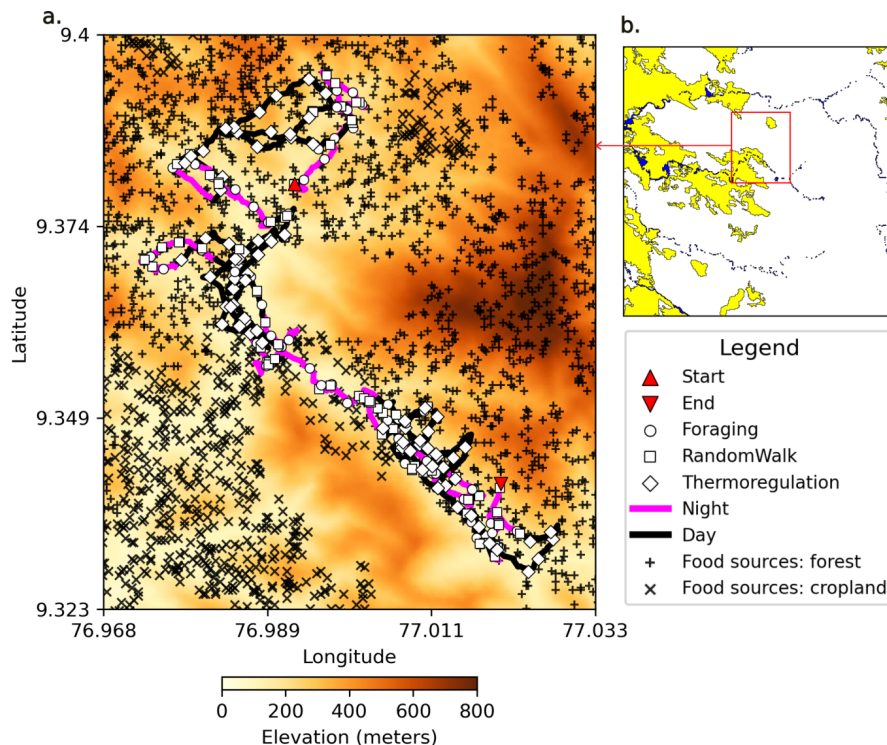 a.
b.
9.4
9.374
9.349
9.323
Latitude
76.968
76.989
77.011
77.033
Longitude
0
200
400
600
800
Elevation (meters)
Legend
Start
End
Foraging
RandomWalk
Thermoregulation
Night
Day
Food sources: forest
Food sources: cropland